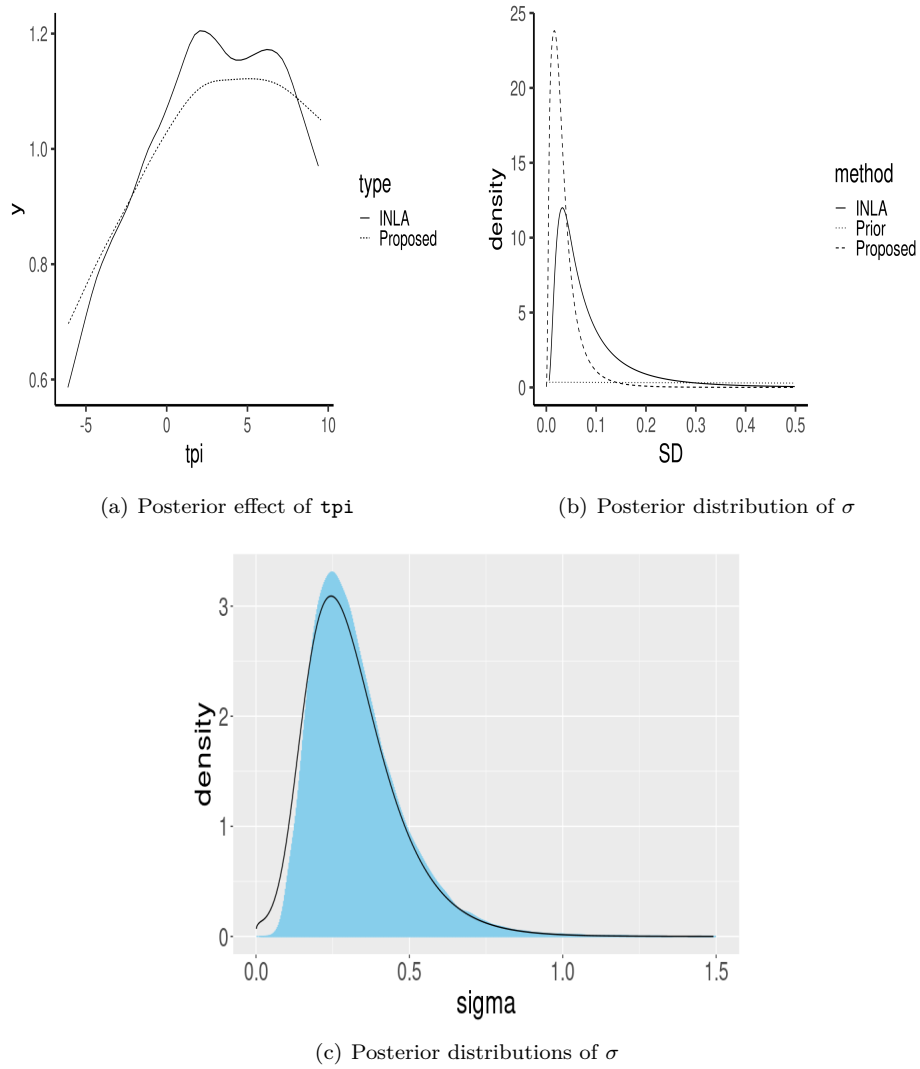 1.2
1.0
0.8
0.6
y
-5
0
5
10
tpi
type
INLA
Proposed
(a) Posterior effect of tpi
25
20
15
10
5
0
density
0.0
0.1
0.2
0.3
0.4
0.5
SD
method
INLA
Prior
Proposed
(b) Posterior distribution of σ
3
2
1
0
density
0.0
0.5
1.0
1.5
sigma
(c) Posterior distributions of σ